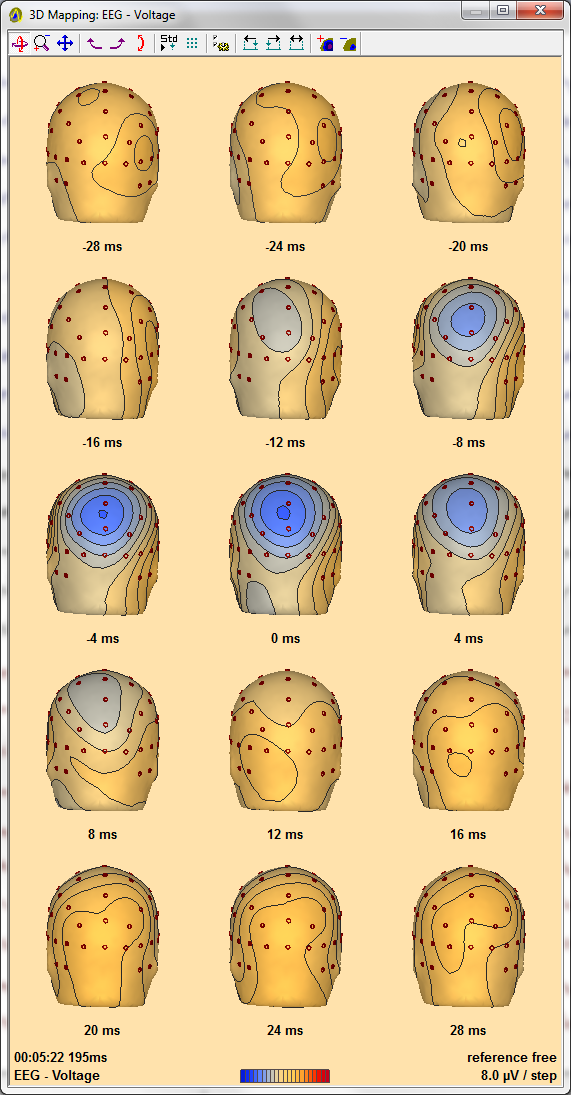 3D Mapping: EEG - Voltage
Std
-28 ms -24 ms -20 ms
-16 ms -12 ms -8 ms
-4 ms 0 ms 4 ms
8 ms 12 ms 16 ms
20 ms 24 ms 28 ms
00:05:22 195ms reference free
EEG - Voltage 8.0 µV / step